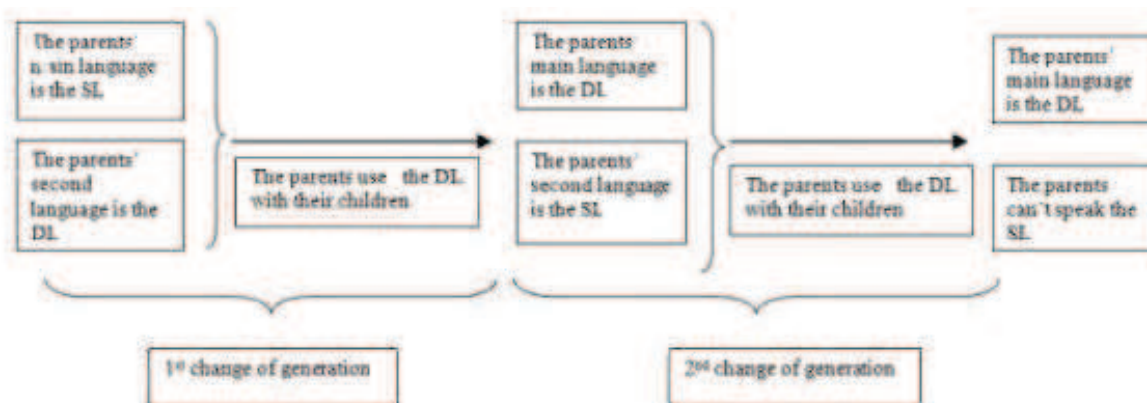 The parents'
main language
is the SL
The parents'
second
language is the
DL
The parents use the DL
with their children
The parents
main language
is the DL
The parents'
second language
is the SL
The parents use the DL
with their children
The parents'
main language
is the DL
The parents
can't speak the
SL
1st change of generation
2nd change of generation